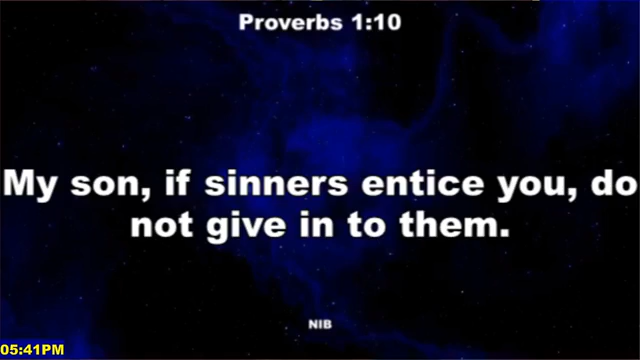 Proverbs 1:10
My son, if sinners entice you, do
not give in to them.
NIB
05:41PM